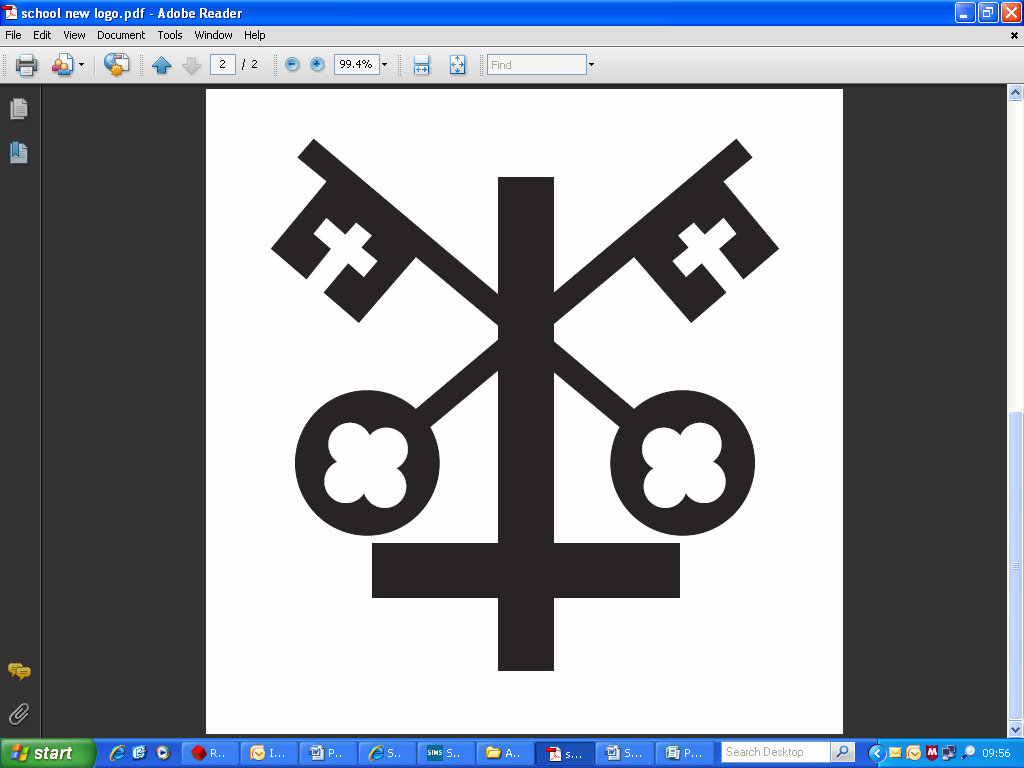 school new logo.pdf - Adobe Reader
File Edit View Document Tools Window Help
2 / 2 99.4% Find
start R... I... P... S... SIMS S... A... s... S... P... Search Desktop 09:56